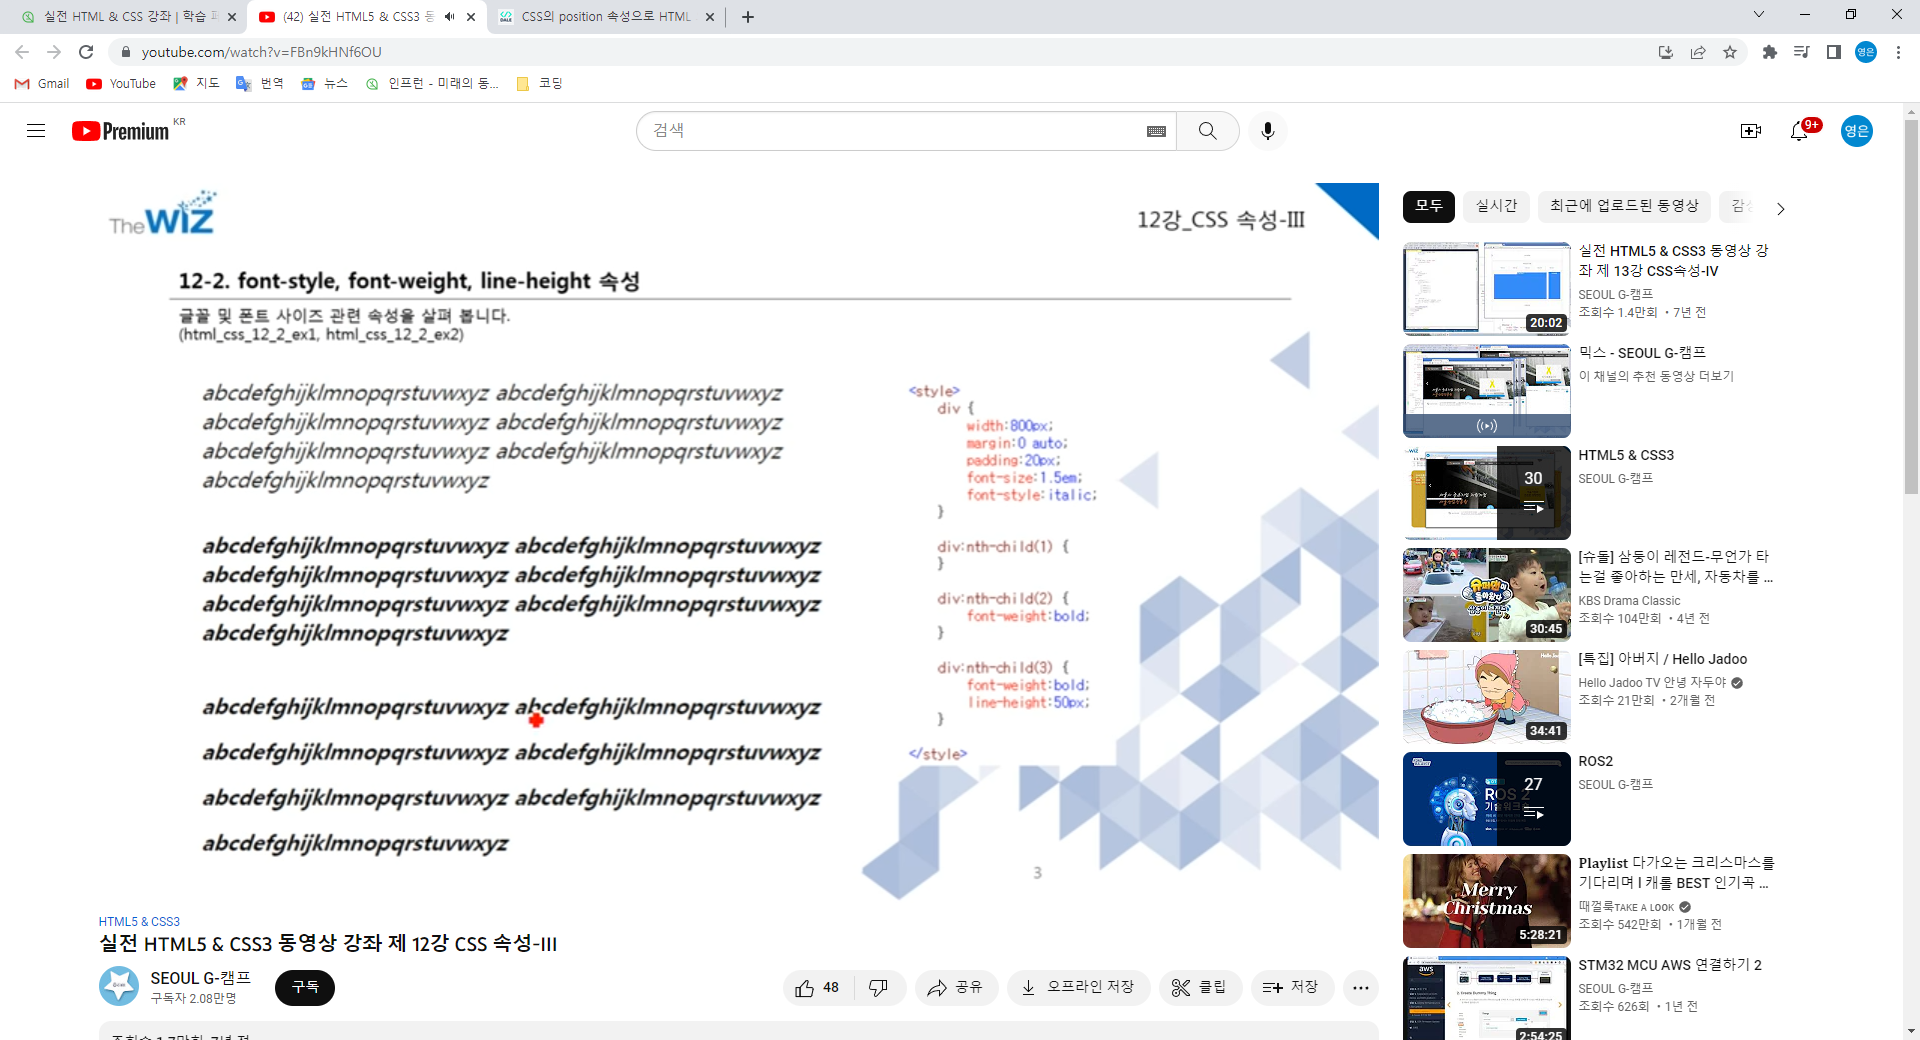 실전 HTML & CSS 강좌 | 학습 페
(42) 실전 HTML5 & CSS3 동
CSS의 position 속성으로 HTML
youtube.com/watch?v=FBn9kHNf6OU
영은
Gmail
YouTube
지도
번역
뉴스
인프런 - 미래의 동...
코딩
Premium KR
검색
9+
영은
TheWIZ
12강_CSS 속성-III
12-2. font-style, font-weight, line-height 속성
글꼴 및 폰트 사이즈 관련 속성을 살펴 봅니다.
(html_css_12_2_ex1, html_css_12_2_ex2)
abcdefghijklmnopqrstuvwxyz abcdefghijklmnopqrstuvwxyz
abcdefghijklmnopqrstuvwxyz abcdefghijklmnopqrstuvwxyz
abcdefghijklmnopqrstuvwxyz abcdefghijklmnopqrstuvwxyz
abcdefghijklmnopqrstuvwxyz
abcdefghijklmnopqrstuvwxyz abcdefghijklmnopqrstuvwxyz
abcdefghijklmnopqrstuvwxyz abcdefghijklmnopqrstuvwxyz
abcdefghijklmnopqrstuvwxyz abcdefghijklmnopqrstuvwxyz
abcdefghijklmnopqrstuvwxyz
abcdefghijklmnopqrstuvwxyz abcdefghijklmnopqrstuvwxyz
abcdefghijklmnopqrstuvwxyz abcdefghijklmnopqrstuvwxyz
abcdefghijklmnopqrstuvwxyz abcdefghijklmnopqrstuvwxyz
abcdefghijklmnopqrstuvwxyz
<style>
div {
width:800px;
margin:0 auto;
padding:20px;
font-size:1.5em;
font-style:italic;
}
div:nth-child(1) {
}
div:nth-child(2) {
font-weight:bold;
}
div:nth-child(3) {
font-weight:bold;
line-height:50px;
}
</style>
3
HTML5 & CSS3
실전 HTML5 & CSS3 동영상 강좌 제 12강 CSS 속성-III
SEOUL G-캠프
구독자 2.08만명
구독
48
공유
오프라인 저장
클립
저장
조회수 1.7만회 7년 전
모두
실시간
최근에 업로드된 동영상
감상
20:02
실전 HTML5 & CSS3 동영상 강
좌 제 13강 CSS속성-IV
SEOUL G-캠프
조회수 1.4만회 • 7년 전
믹스 - SEOUL G-캠프
이 채널의 추천 동영상 더보기
30
HTML5 & CSS3
SEOUL G-캠프
30:45
[슈돌] 삼둥이 레전드-무언가 타
는걸 좋아하는 만세, 자동차를 ...
KBS Drama Classic
조회수 104만회 • 4년 전
34:41
[특집] 아버지 / Hello Jadoo
Hello Jadoo TV 안녕 자두야
조회수 21만회 • 2개월 전
27
ROS2
SEOUL G-캠프
Merry
Christmas
5:28:21
Playlist 다가오는 크리스마스를
기다리며 l 캐롤 BEST 인기곡 ...
때껄룩TAKE A LOOK
조회수 542만회 • 1개월 전
aws
2:54:25
STM32 MCU AWS 연결하기 2
SEOUL G-캠프
조회수 626회 • 1년 전